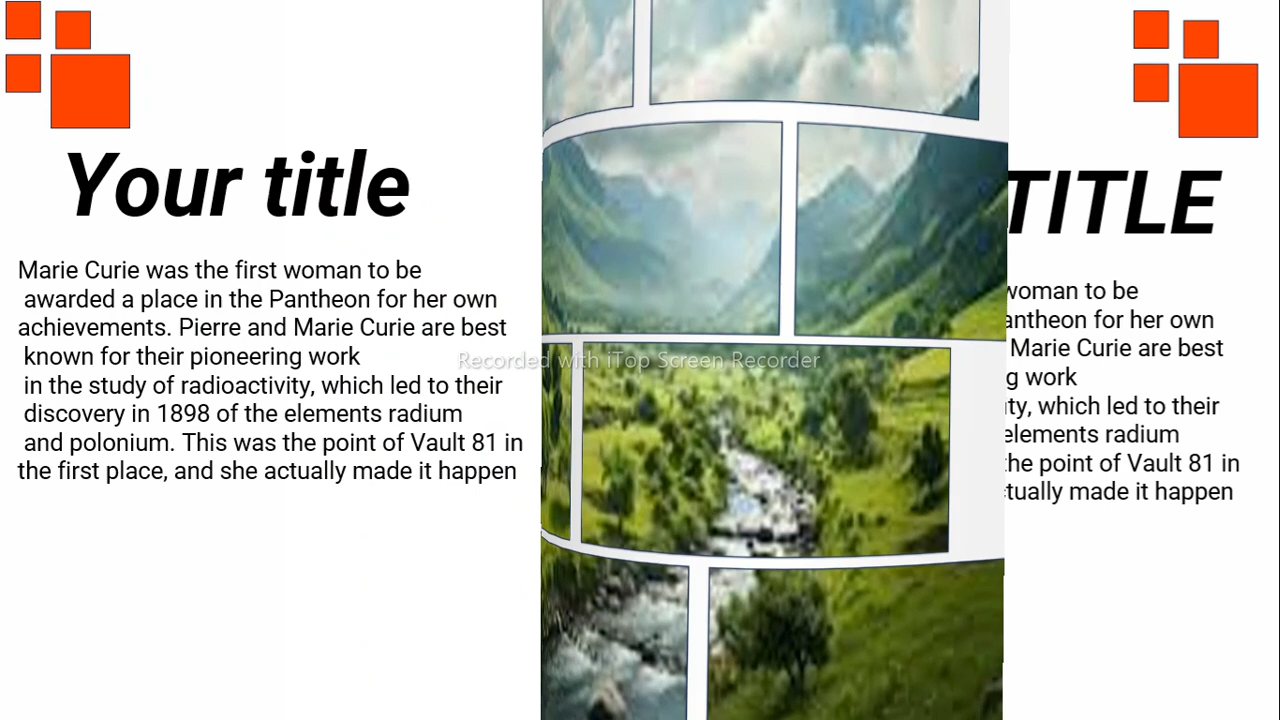 Your title
Marie Curie was the first woman to be
awarded a place in the Pantheon for her own
achievements. Pierre and Marie Curie are best
known for their pioneering work
in the study of radioactivity, which led to their
discovery in 1898 of the elements radium
and polonium. This was the point of Vault 81 in
the first place, and she actually made it happen
Recorded with iTop Screen Recorder
TITLE
woman to be
antheon for her own
Marie Curie are best
g work
ity, which led to their
elements radium
the point of Vault 81 in
ctually made it happen